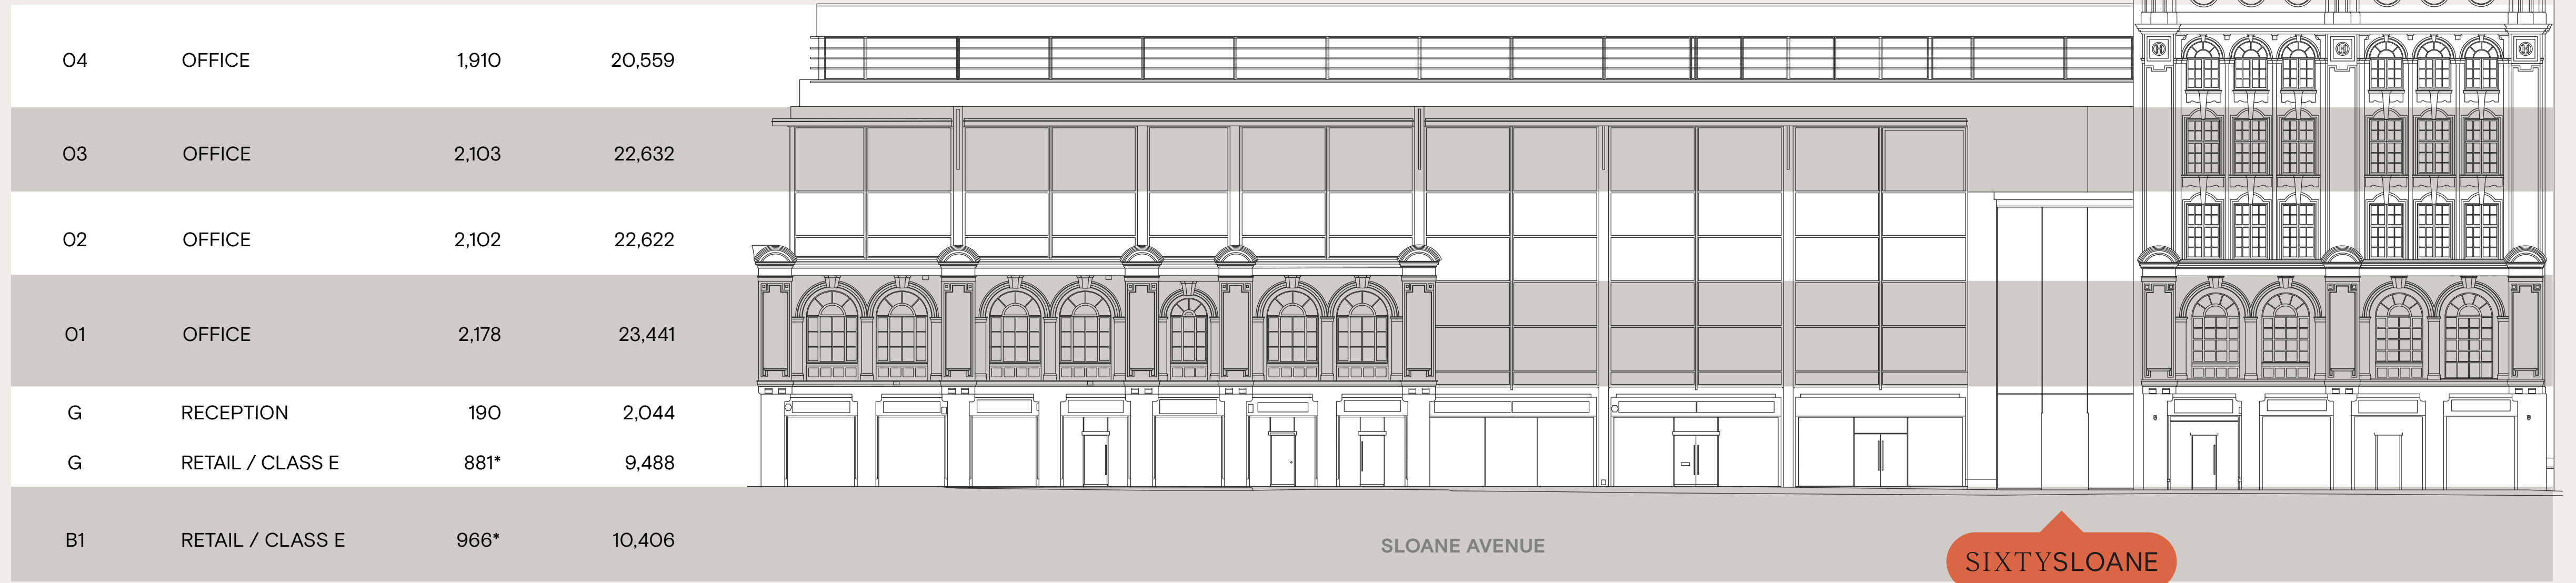 04 OFFICE 1,910 20,559
03 OFFICE 2,103 22,632
02 OFFICE 2,102 22,622
01 OFFICE 2,178 23,441
G RECEPTION 190 2,044
G RETAIL / CLASS E 881* 9,488
B1 RETAIL / CLASS E 966* 10,406
SLOANE AVENUE
SIXTYSLOANE